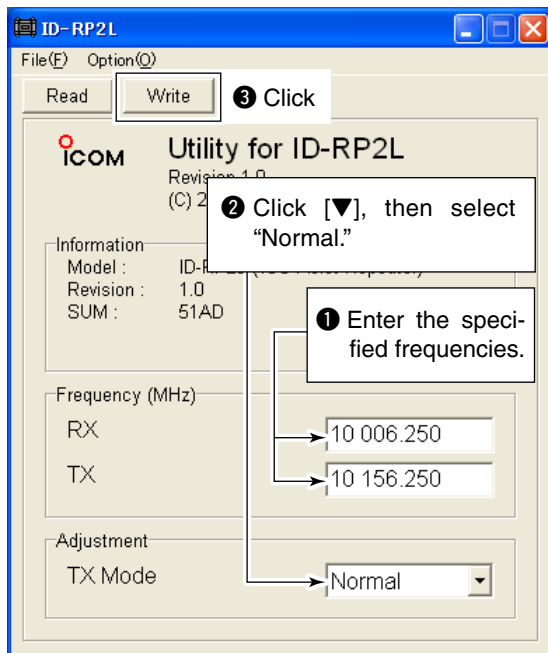 ID-RP2L
File(F) Option(O)
Read Write ❸ Click
ICOM Utility for ID-RP2L
Revision 1.0
(C) 2
❷ Click [▼], then select
“Normal.”
Information
Model :
Revision : 1.0
SUM : 51AD
❶ Enter the speci-
fied frequencies.
Frequency (MHz)
RX 10 006.250
TX 10 156.250
Adjustment
TX Mode Normal